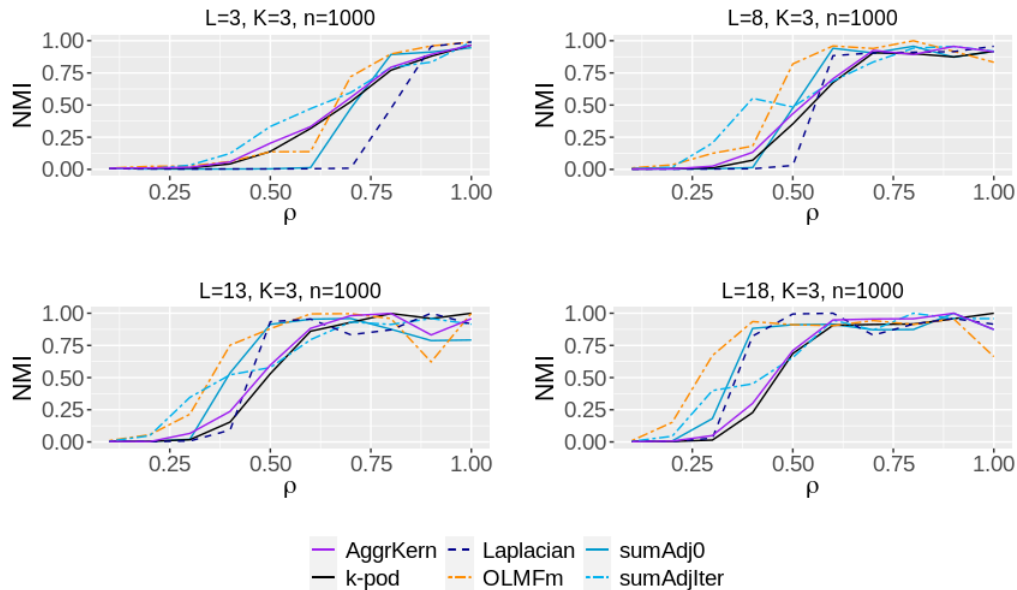 L=3, K=3, n=1000
L=8, K=3, n=1000
NMI
1.00
0.75
0.50
0.25
0.00
0.25 0.50 0.75 1.00
ρ
NMI
1.00
0.75
0.50
0.25
0.00
0.25 0.50 0.75 1.00
ρ
L=13, K=3, n=1000
L=18, K=3, n=1000
NMI
1.00
0.75
0.50
0.25
0.00
0.25 0.50 0.75 1.00
ρ
NMI
1.00
0.75
0.50
0.25
0.00
0.25 0.50 0.75 1.00
ρ
AggrKern Laplacian sumAdj0
k-pod OLMFm sumAdjIter